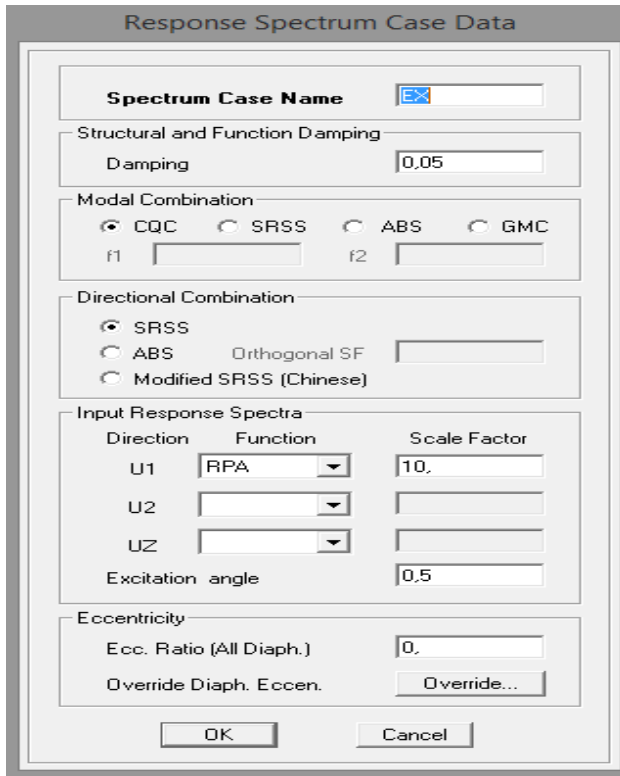 Response Spectrum Case Data
Spectrum Case Name EX
Structural and Function Damping
Damping 0,05
Modal Combination
CQC SRSS ABS GMC
f1 f2
Directional Combination
SRSS
ABS Orthogonal SF
Modified SRSS (Chinese)
Input Response Spectra
Direction Function Scale Factor
U1 RPA 10,
U2
UZ
Excitation angle 0,5
Eccentricity
Ecc. Ratio (All Diaph.) 0,
Override Diaph. Eccen. Override...
OK Cancel